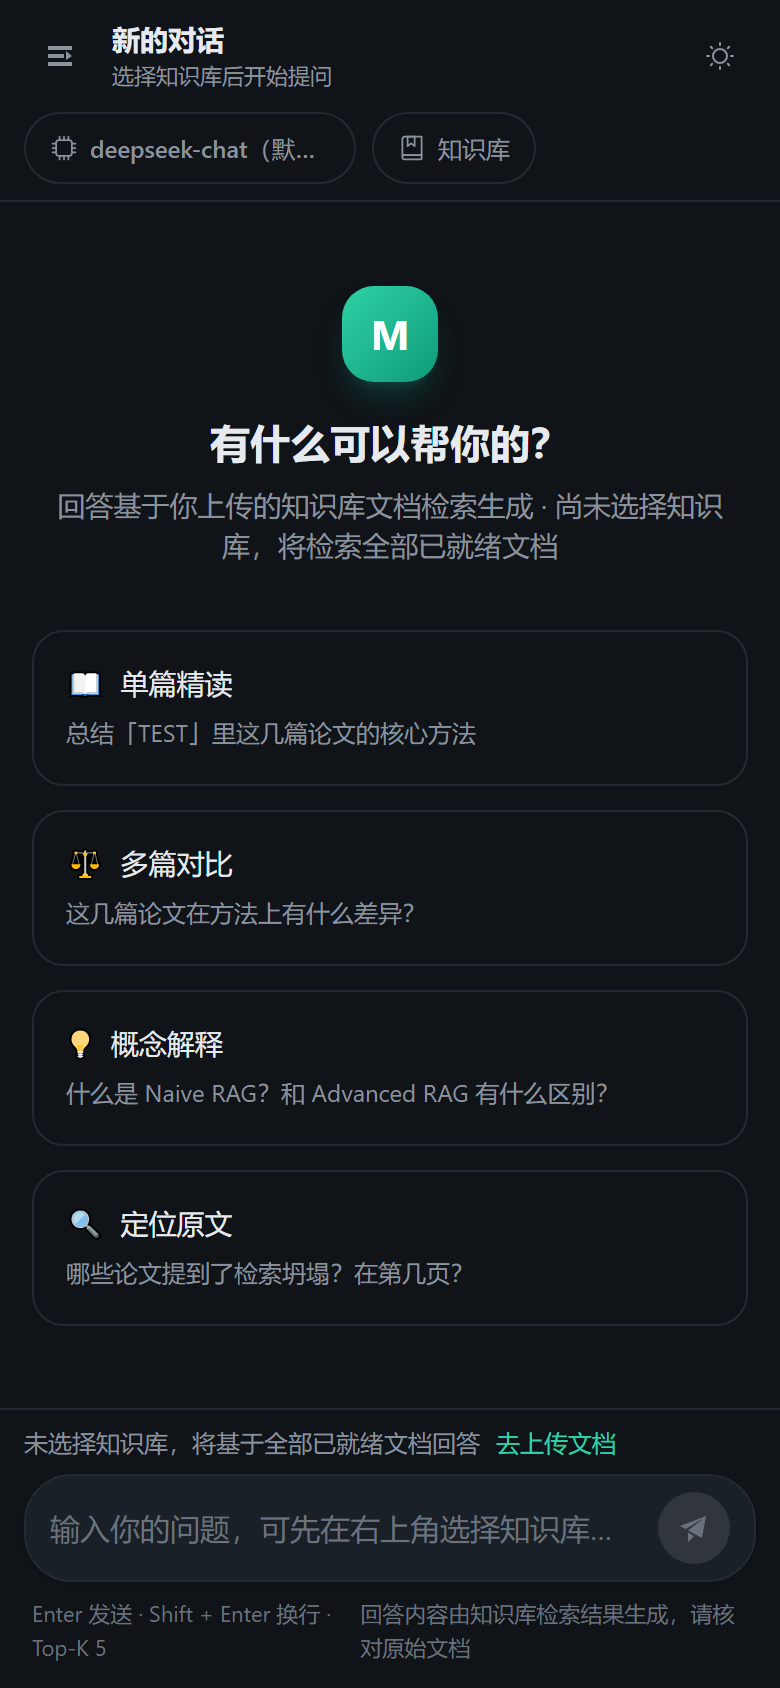 新的对话
选择知识库后开始提问
deepseek-chat（默...
知识库
M
有什么可以帮你的？
回答基于你上传的知识库文档检索生成 · 尚未选择知识
库，将检索全部已就绪文档
单篇精读
总结「TEST」里这几篇论文的核心方法
多篇对比
这几篇论文在方法上有什么差异？
概念解释
什么是 Naive RAG？和 Advanced RAG 有什么区别？
定位原文
哪些论文提到了检索坍塌？在第几页？
未选择知识库，将基于全部已就绪文档回答 去上传文档
输入你的问题，可先在右上角选择知识库...
Enter 发送 · Shift + Enter 换行 ·
Top-K 5
回答内容由知识库检索结果生成，请核
对原始文档